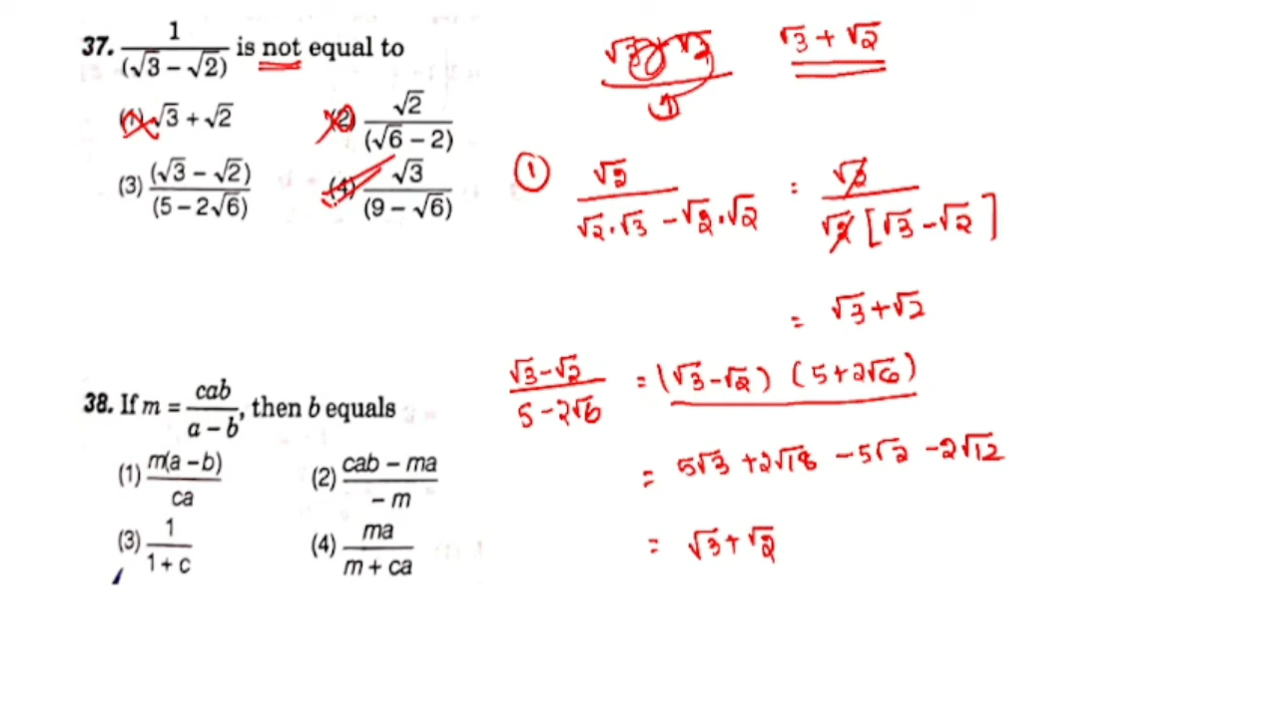 37. 1/(√3 − √2) is not equal to
(1) √3 + √2 (2) √2/(√6 − 2)
(3) (√3 − √2)/(5 − 2√6) (4) √3/(9 − √6)
38. If m = cab/(a − b), then b equals
(1) m(a − b)/ca (2) (cab − ma)/−m
(3) 1/(1 + c) (4) ma/(m + ca)
√3 + √2/1
√3 + √2
① √2/(√2.√3 − √2.√2) = √2/(√2 [√3 − √2])
= √3 + √2
(√3 − √2)/(5 − 2√6) = (√3 − √2) (5 + 2√6)
= 5√3 + 2√18 − 5√2 − 2√12
= √3 + √2